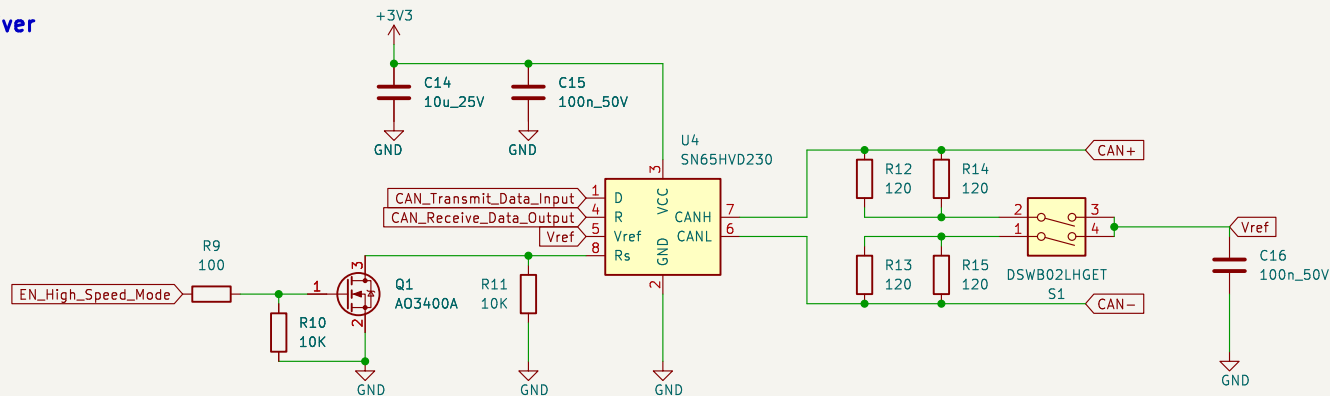 ver
+3V3
C14
10u_25V
GND
C15
100n_50V
GND
U4
SN65HVD230
3
VCC
CAN_Transmit_Data_Input
1
D
CAN_Receive_Data_Output
4
R
Vref
5
Vref
8
Rs
CANH
7
CANL
6
GND
2
GND
R9
100
EN_High_Speed_Mode
R10
10K
1
3
2
Q1
AO3400A
GND
R11
10K
GND
R12
120
R14
120
CAN+
2
1
3
4
DSWB02LHGET
S1
R13
120
R15
120
CAN-
Vref
C16
100n_50V
GND